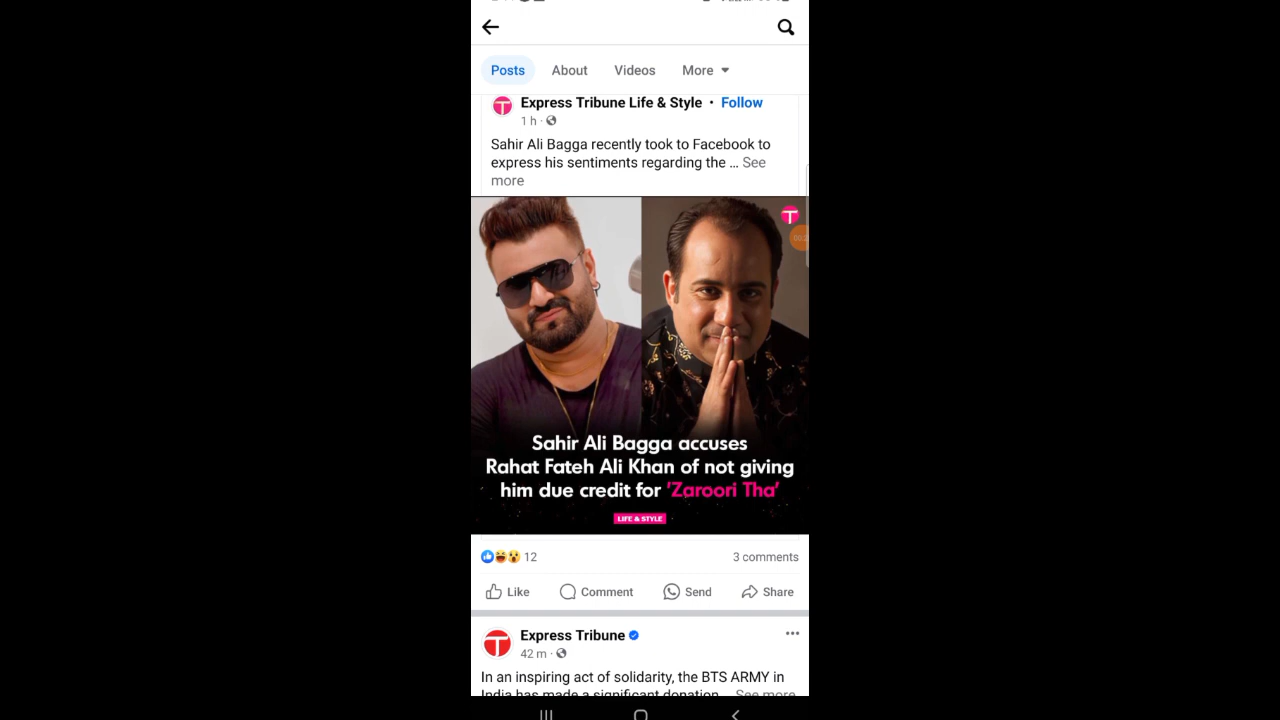 Posts About Videos More
Express Tribune Life & Style • Follow
1 h ·
Sahir Ali Bagga recently took to Facebook to
express his sentiments regarding the ... See
more
T
Sahir Ali Bagga accuses
Rahat Fateh Ali Khan of not giving
him due credit for 'Zaroori Tha'
LIFE & STYLE
12 3 comments
Like Comment Send Share
Express Tribune
42 m ·
In an inspiring act of solidarity, the BTS ARMY in
India has made a significant donation... See more